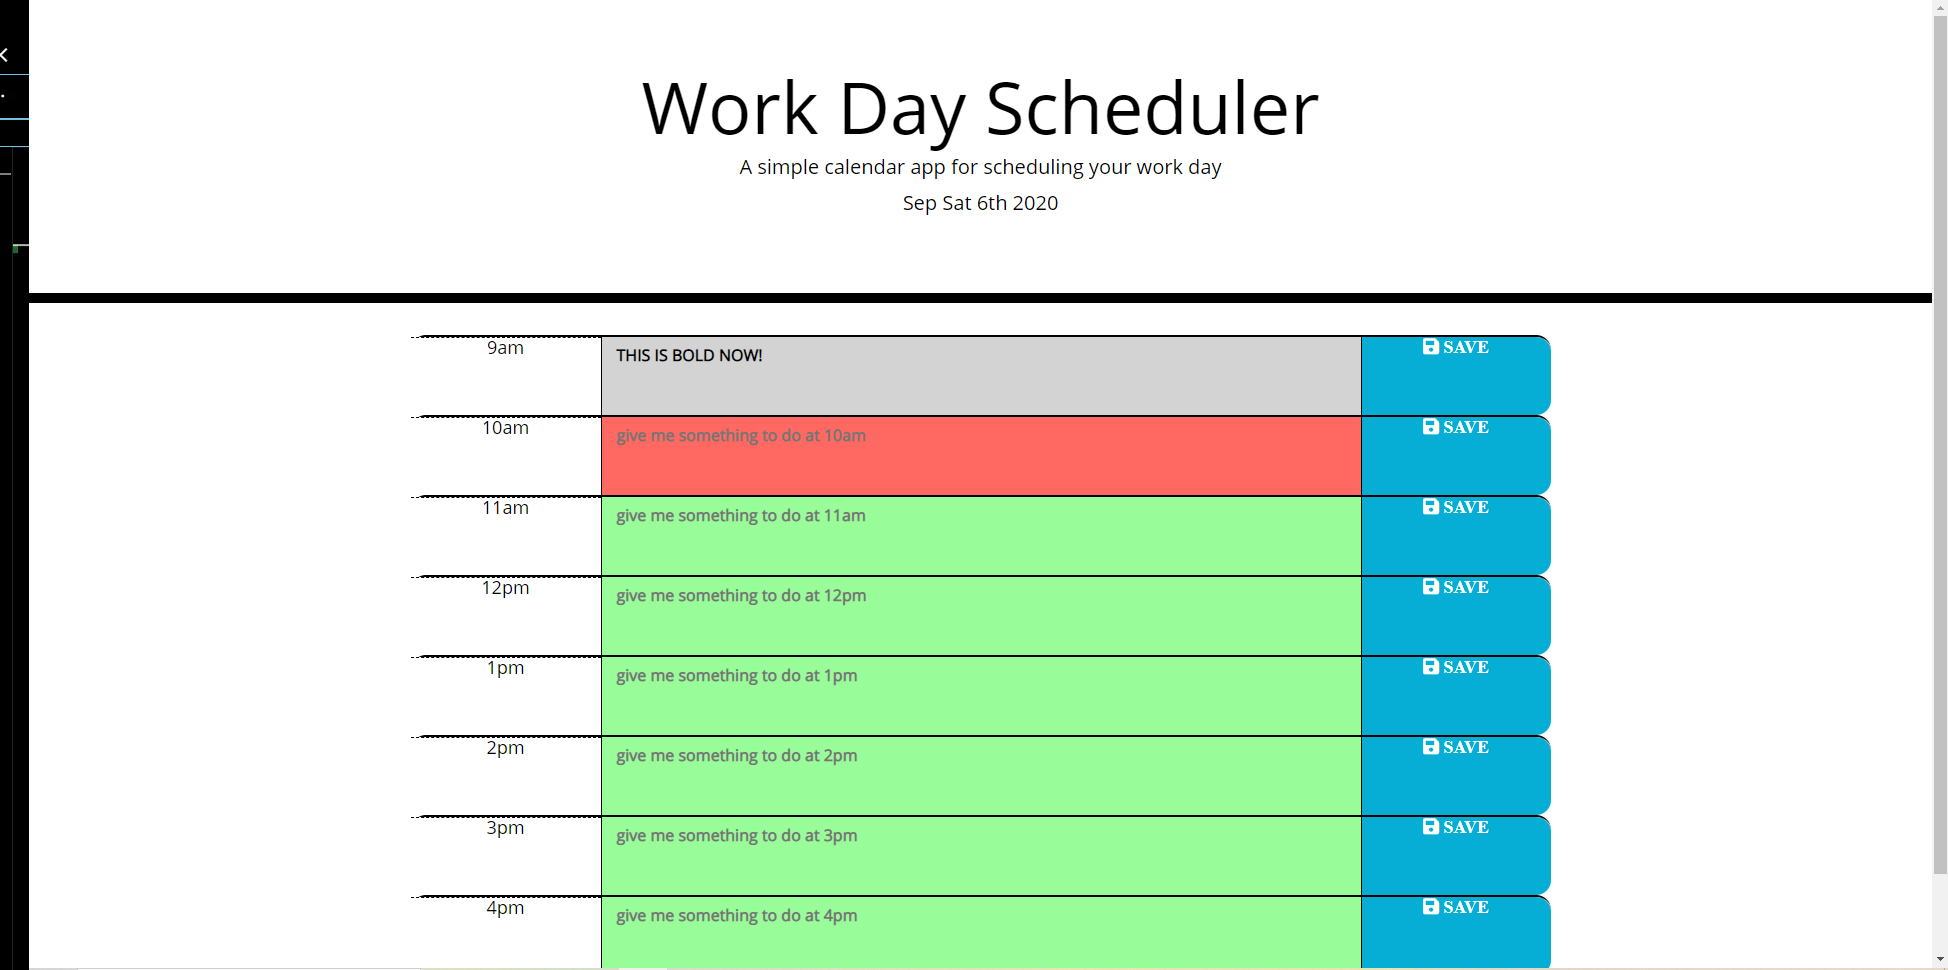 Work Day Scheduler
A simple calendar app for scheduling your work day
Sep Sat 6th 2020
9am THIS IS BOLD NOW! SAVE
10am give me something to do at 10am SAVE
11am give me something to do at 11am SAVE
12pm give me something to do at 12pm SAVE
1pm give me something to do at 1pm SAVE
2pm give me something to do at 2pm SAVE
3pm give me something to do at 3pm SAVE
4pm give me something to do at 4pm SAVE